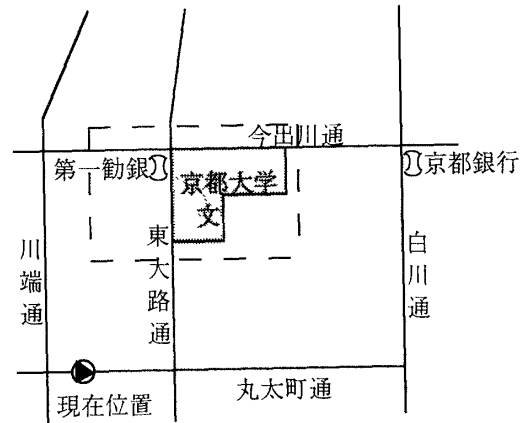 今出川通
第一勧銀
京都大学
文
京都銀行
東大路通
川端通
白川通
丸太町通
現在位置